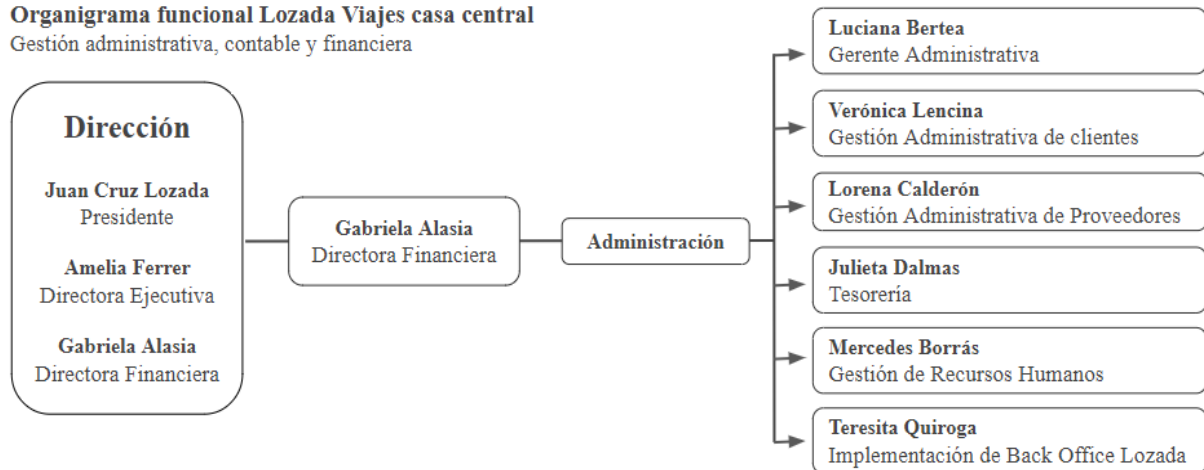 Organigrama funcional Lozada Viajes casa central
Gestión administrativa, contable y financiera
Dirección
Juan Cruz Lozada
Presidente
Amelia Ferrer
Directora Ejecutiva
Gabriela Alasia
Directora Financiera
Gabriela Alasia
Directora Financiera
Administración
Luciana Bertea
Gerente Administrativa
Verónica Lencina
Gestión Administrativa de clientes
Lorena Calderón
Gestión Administrativa de Proveedores
Julieta Dalmas
Tesorería
Mercedes Borrás
Gestión de Recursos Humanos
Teresita Quiroga
Implementación de Back Office Lozada